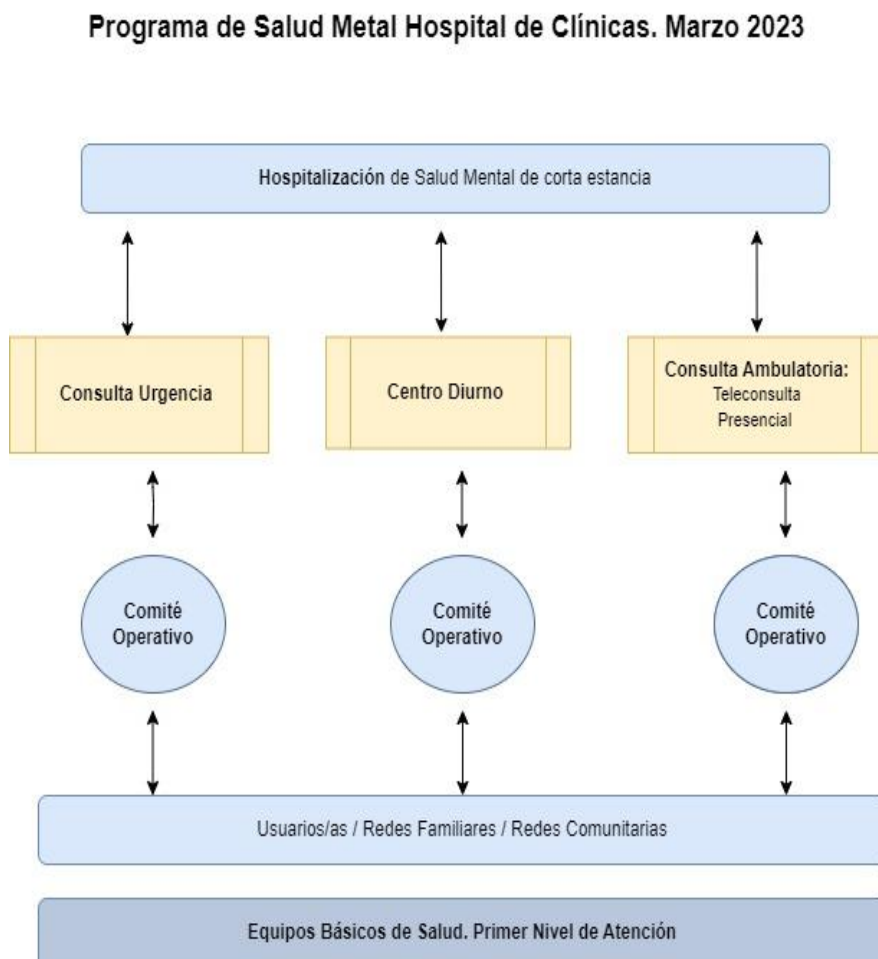 Programa de Salud Metal Hospital de Clínicas. Marzo 2023
Hospitalización de Salud Mental de corta estancia
Consulta Urgencia
Centro Diurno
Consulta Ambulatoria:
Teleconsulta
Presencial
Comité
Operativo
Comité
Operativo
Comité
Operativo
Usuarios/as / Redes Familiares / Redes Comunitarias
Equipos Básicos de Salud. Primer Nivel de Atención